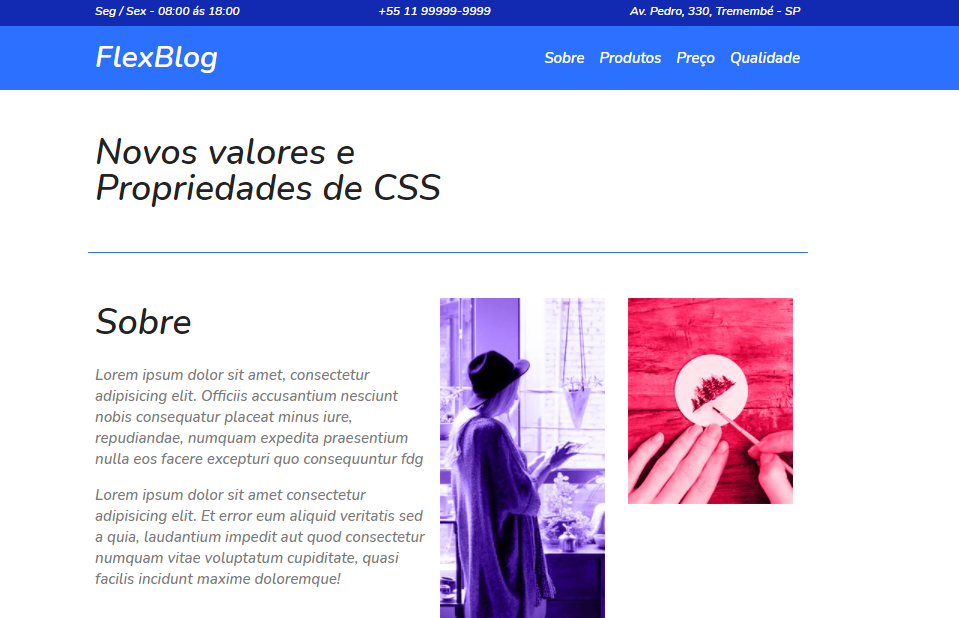 Seg / Sex - 08:00 ás 18:00
+55 11 99999-9999
Av. Pedro, 330, Tremembé - SP
FlexBlog
Sobre Produtos Preço Qualidade
Novos valores e
Propriedades de CSS
Sobre
Lorem ipsum dolor sit amet, consectetur
adipisicing elit. Officiis accusantium nesciunt
nobis consequatur placeat minus iure,
repudiandae, numquam expedita praesentium
nulla eos facere excepturi quo consequuntur fdg
Lorem ipsum dolor sit amet consectetur
adipisicing elit. Et error eum aliquid veritatis sed
a quia, laudantium impedit aut quod consectetur
numquam vitae voluptatum cupiditate, quasi
facilis incidunt maxime doloremque!